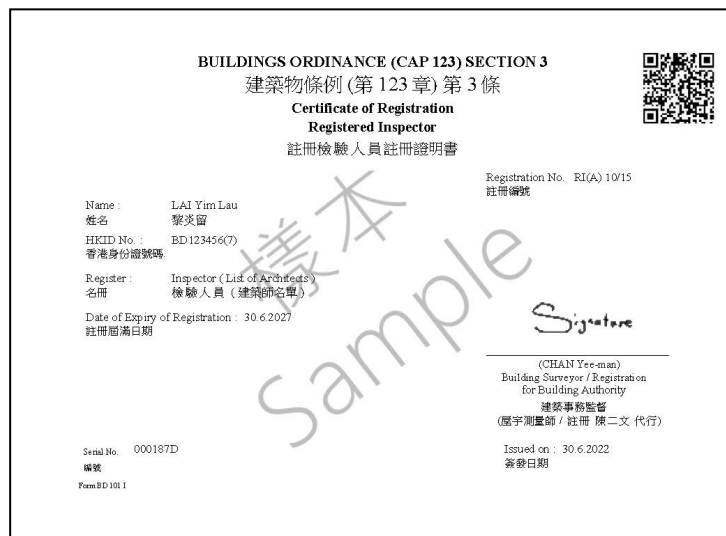 BUILDINGS ORDINANCE (CAP 123) SECTION 3
建築物條例 (第 123 章) 第 3 條
Certificate of Registration
Registered Inspector
註冊檢驗人員註冊證明書
Registration No. RI(A) 10/15
註冊編號
Name : LAI Yim Lau
姓名 黎炎留
HKID No. : BD123456(7)
香港身份證號碼
Register : Inspector ( List of Architects )
名冊 檢驗人員 ( 建築師名單 )
Date of Expiry of Registration : 30.6.2027
註冊屆滿日期
樣本
Sample
Signature
(CHAN Yee-man)
Building Surveyor / Registration
for Building Authority
建築事務監督
(屋宇測量師 / 註冊 陳二文 代行)
Serial No. 000187D
編號
Form BD 101 I
Issued on : 30.6.2022
簽發日期